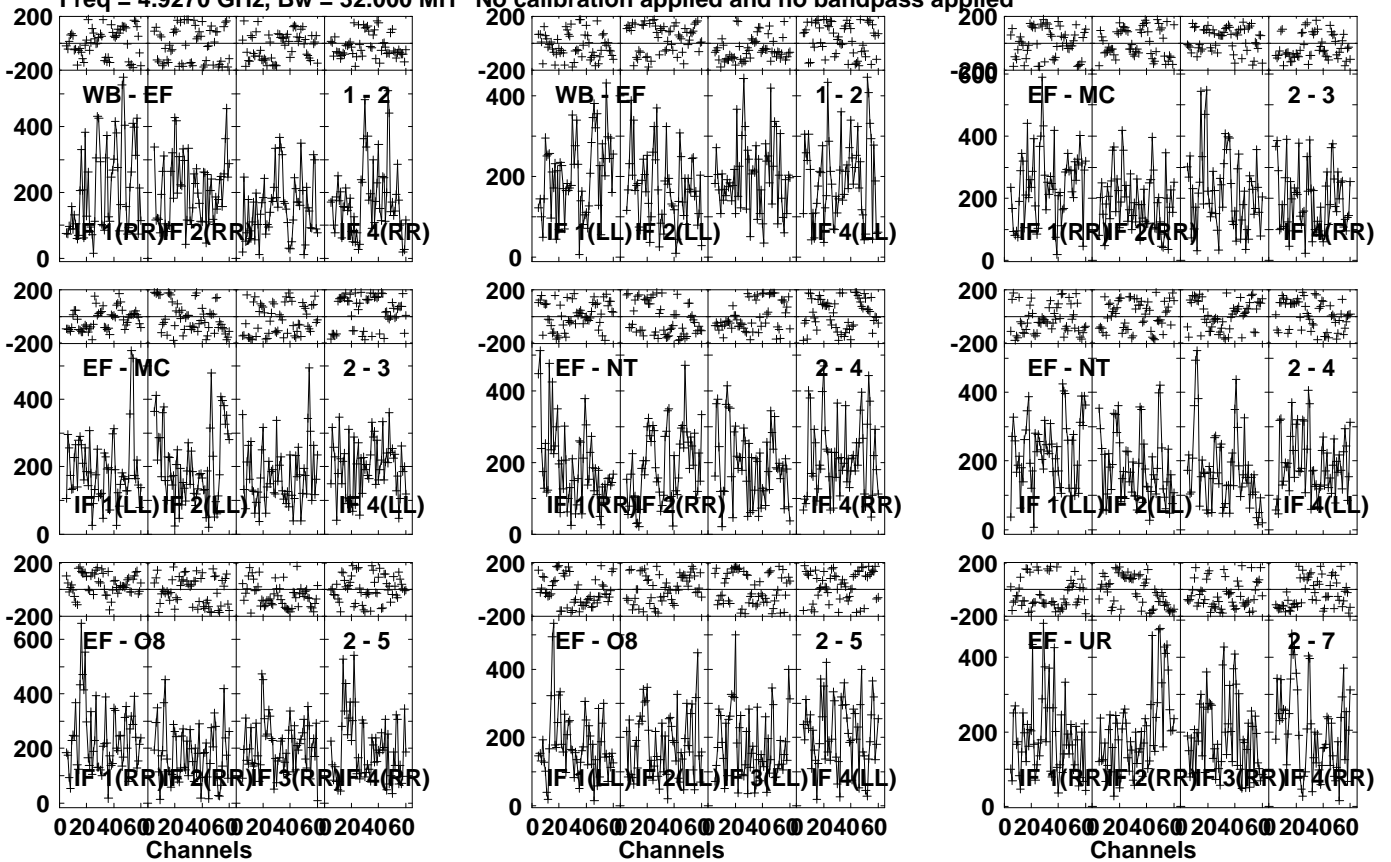 Freq = 4.9270 GHz, Bw = 32.000 MH No calibration applied and no bandpass applied
200
-200
WB - EF 1 - 2
400
200
0
IF 1(RR) IF 2(RR) IF 4(RR)
200
WB - EF 1 - 2
400
200
0
IF 1(LL) IF 2(LL) IF 4(LL)
200
-200
600
EF - MC 2 - 3
400
200
0
IF 1(RR) IF 2(RR) IF 4(RR)
200
-200
EF - MC 2 - 3
400
200
0
IF 1(LL) IF 2(LL) IF 4(LL)
200
-200
EF - NT 2 - 4
400
200
0
IF 1(RR) IF 2(RR) IF 4(RR)
200
-200
EF - NT 2 - 4
400
200
0
IF 1(LL) IF 2(LL) IF 4(LL)
200
-200
600
EF - O8 2 - 5
400
200
0
IF 1(RR) IF 2(RR) IF 3(RR) IF 4(RR)
0 20 40 60 0 20 40 60 0 20 40 60 0 20 40 60
Channels
200
-200
EF - O8 2 - 5
400
200
0
IF 1(LL) IF 2(LL) IF 3(LL) IF 4(LL)
0 20 40 60 0 20 40 60 0 20 40 60 0 20 40 60
Channels
200
-200
EF - UR 2 - 7
400
200
0
IF 1(RR) IF 2(RR) IF 3(RR) IF 4(RR)
0 20 40 60 0 20 40 60 0 20 40 60 0 20 40 60
Channels